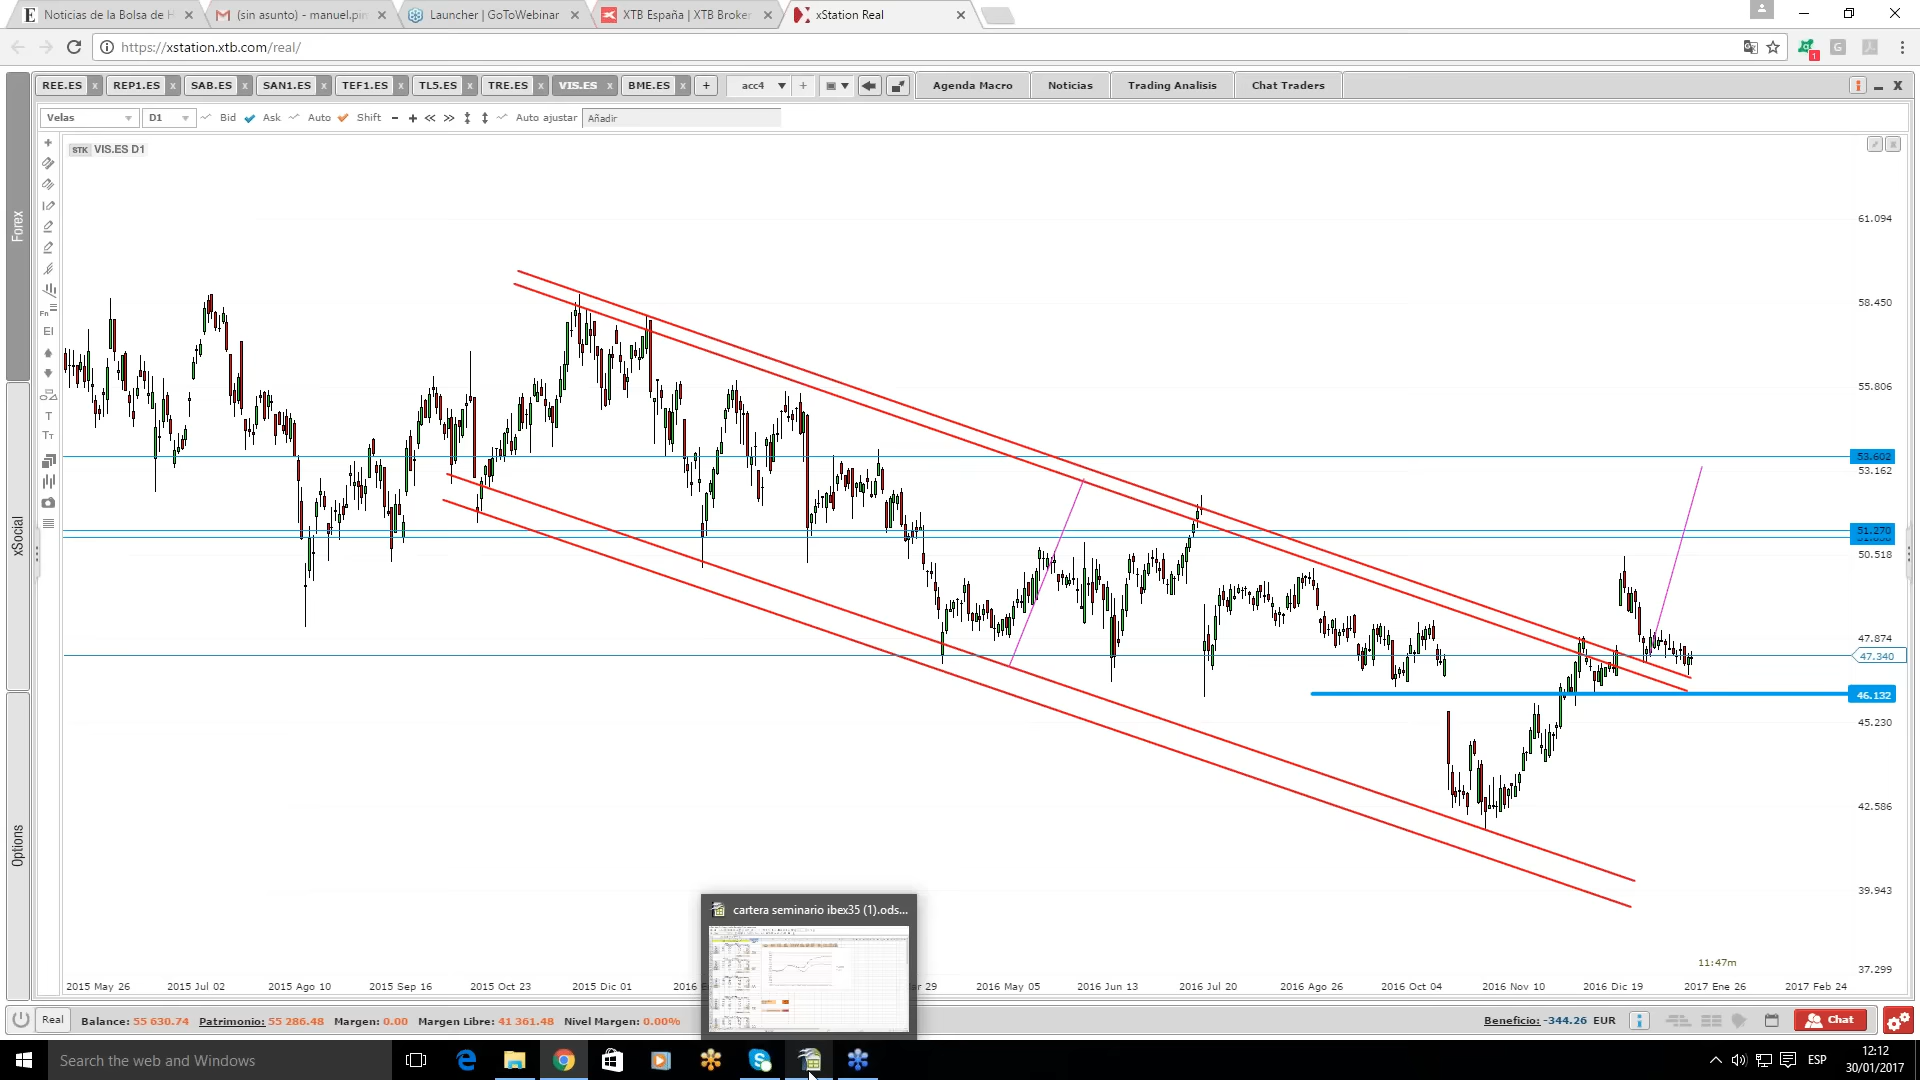 Noticias de la Bolsa de H
(sin asunto) - manuel.pin
Launcher | GoToWebinar
XTB España | XTB Broker
xStation Real
https://xstation.xtb.com/real/
REE.ES
REP1.ES
SAB.ES
SAN1.ES
TEF1.ES
TL5.ES
TRE.ES
VIS.ES
BME.ES
acc4
Agenda Macro
Noticias
Trading Analisis
Chat Traders
Velas
D1
Bid
Ask
Auto
Shift
Auto ajustar
Añadir
STK VIS.ES D1
Forex
xSocial
Options
61.094
58.450
55.806
53.602
53.162
51.270
50.518
47.874
47.340
46.132
45.230
42.586
39.943
37.299
11:47m
cartera seminario ibex35 (1).ods...
2015 May 26
2015 Jul 02
2015 Ago 10
2015 Sep 16
2015 Oct 23
2015 Dic 01
2016 May 05
2016 Jun 13
2016 Jul 20
2016 Ago 26
2016 Oct 04
2016 Nov 10
2016 Dic 19
2017 Ene 26
2017 Feb 24
Real
Balance: 55 630.74
Patrimonio: 55 286.48
Margen: 0.00
Margen Libre: 41 361.48
Nivel Margen: 0.00%
Beneficio: -344.26 EUR
Chat
Search the web and Windows
ESP
12:12
30/01/2017